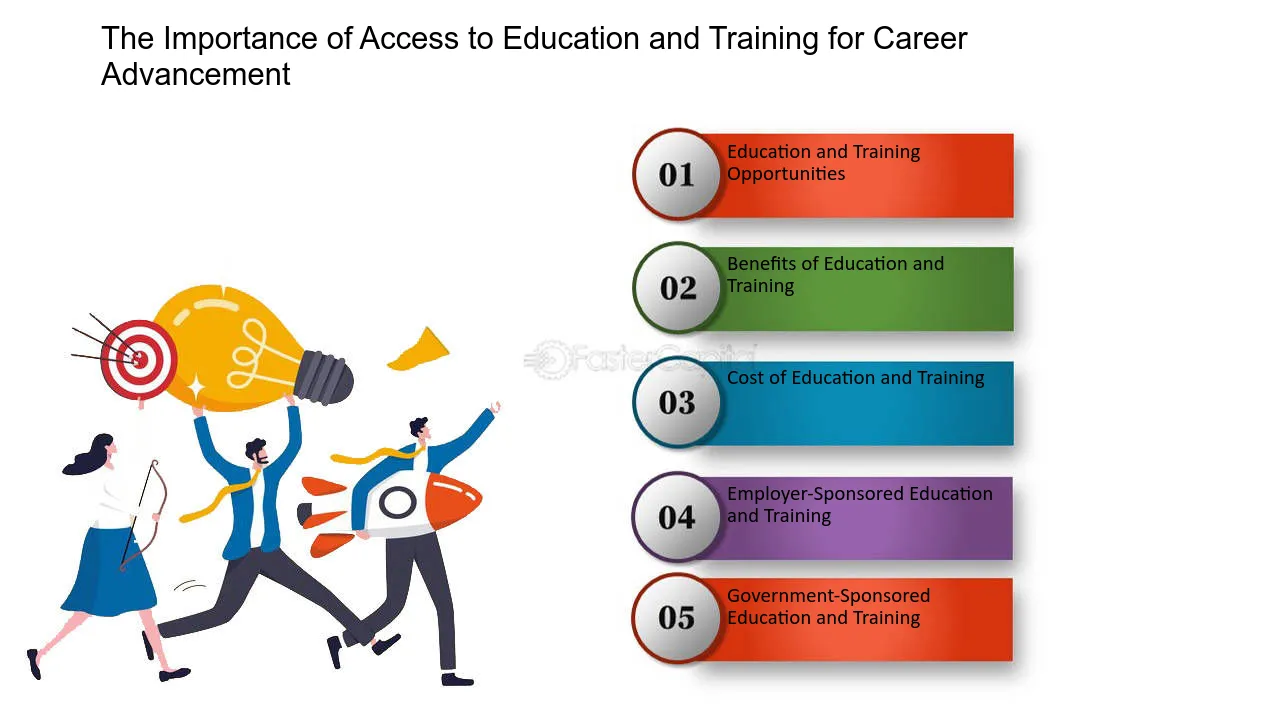 The Importance of Access to Education and Training for Career
Advancement
01
Education and Training
Opportunities
02
Benefits of Education and
Training
FasterCapital
03
Cost of Education and Training
04
Employer-Sponsored Education
and Training
05
Government-Sponsored
Education and Training